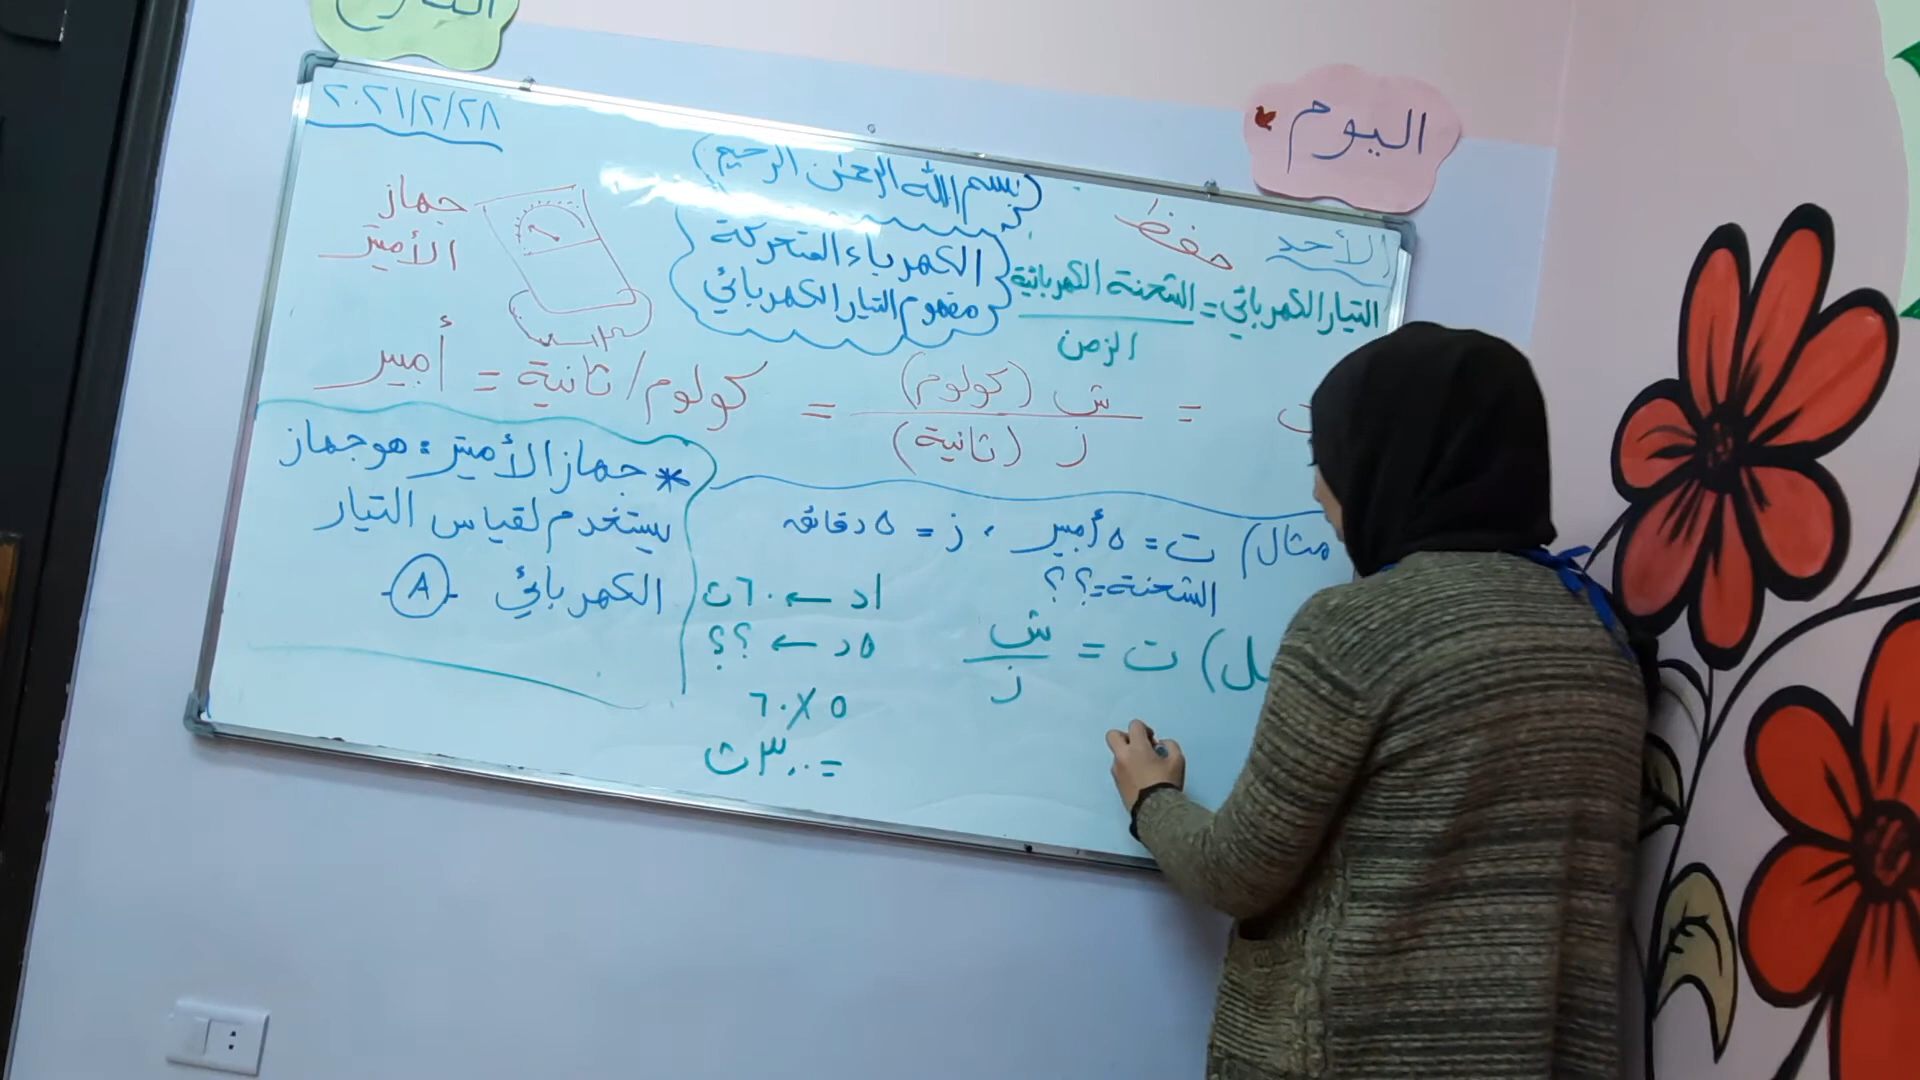 اليوم
٢٠٢١/٢/٢٨
بسم الله الرحمن الرحيم
الأحد
حفظ
الكهرباء المتحركة
مفهوم التيار الكهربائي
جهاز
الأميتر
التيار الكهربائي = الشحنة الكهربائية
الزمن
= ش (كولوم) = كولوم / ثانية = أمبير
ز (ثانية)
مثال) ت = ٥ أمبير ، ز = ٥ دقائق
الشحنة = ؟؟
ت = ش
ز
١د ← ٦٠ث
٥د ← ؟؟
٥ × ٦٠
= ٣٠٠ث
* جهاز الأميتر : هو جهاز
يستخدم لقياس التيار
الكهربائي A